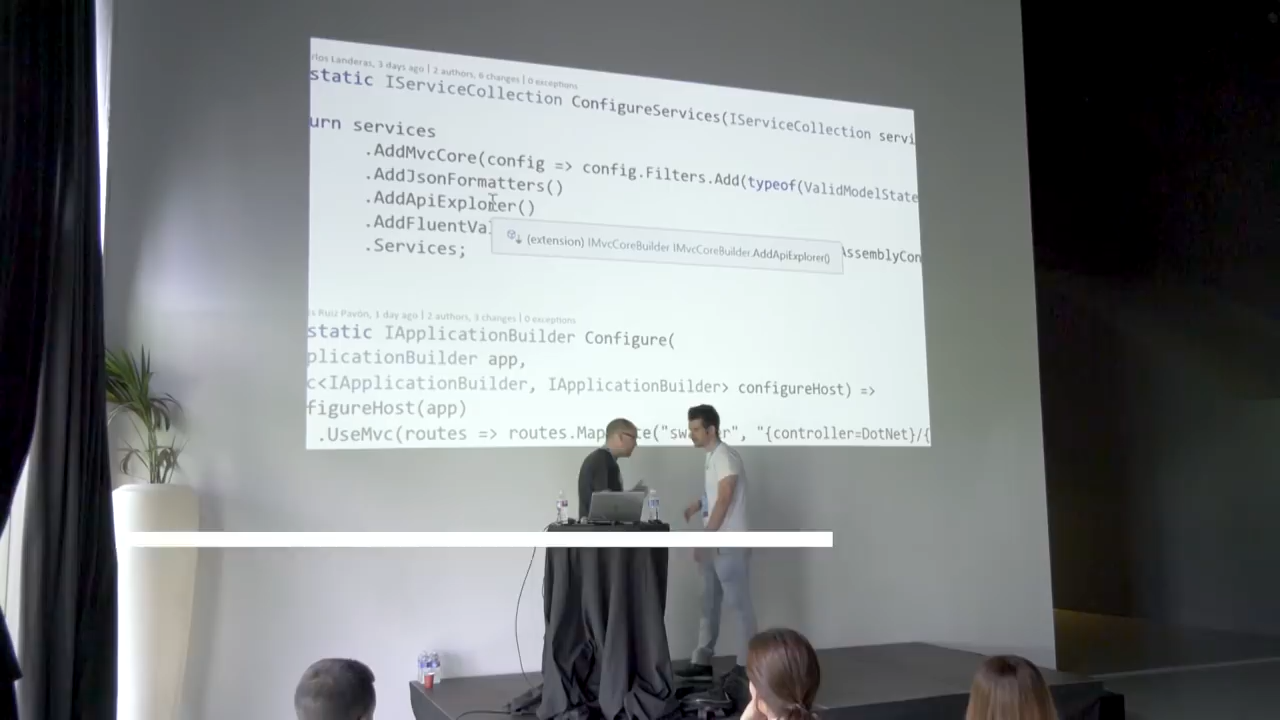 rlos Landeras, 3 days ago | 2 authors, 6 changes | 0 exceptions
static IServiceCollection ConfigureServices(IServiceCollection servi
urn services
.AddMvcCore(config => config.Filters.Add(typeof(ValidModelState
.AddJsonFormatters()
.AddApiExplorer()
.AddFluentVa AssemblyCon
(extension) IMvcCoreBuilder IMvcCoreBuilder.AddApiExplorer()
.Services;
is Ruiz Pavón, 1 day ago | 2 authors, 3 changes | 0 exceptions
static IApplicationBuilder Configure(
plicationBuilder app,
c<IApplicationBuilder, IApplicationBuilder> configureHost) =>
figureHost(app)
.UseMvc(routes => routes.Map te("sw r", "{controller=DotNet}/{